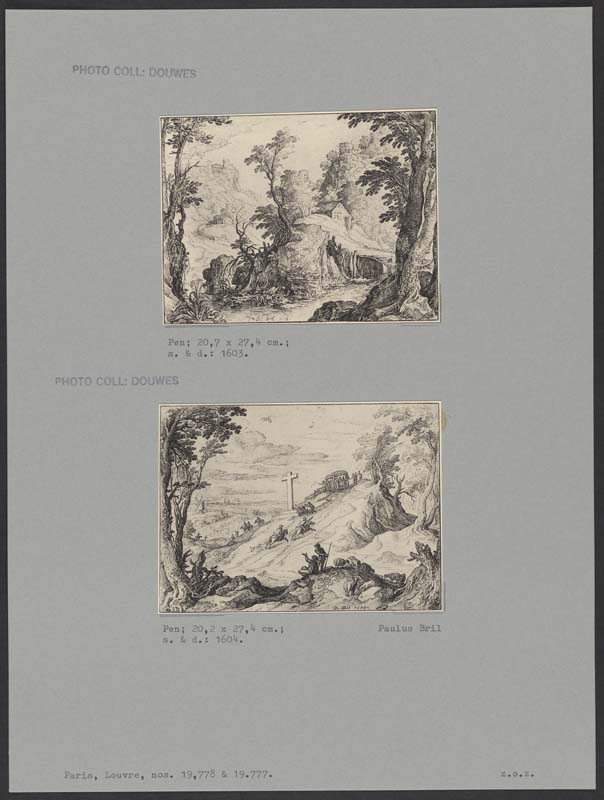 PHOTO COLL: DOUWES
Pen; 20,7 x 27,4 cm.;
s. & d.: 1603.
PHOTO COLL: DOUWES
Pen; 20,2 x 27,4 cm.;
s. & d.: 1604.
Paulus Bril
Paris, Louvre, nos. 19,778 & 19.777.
z.o.z.